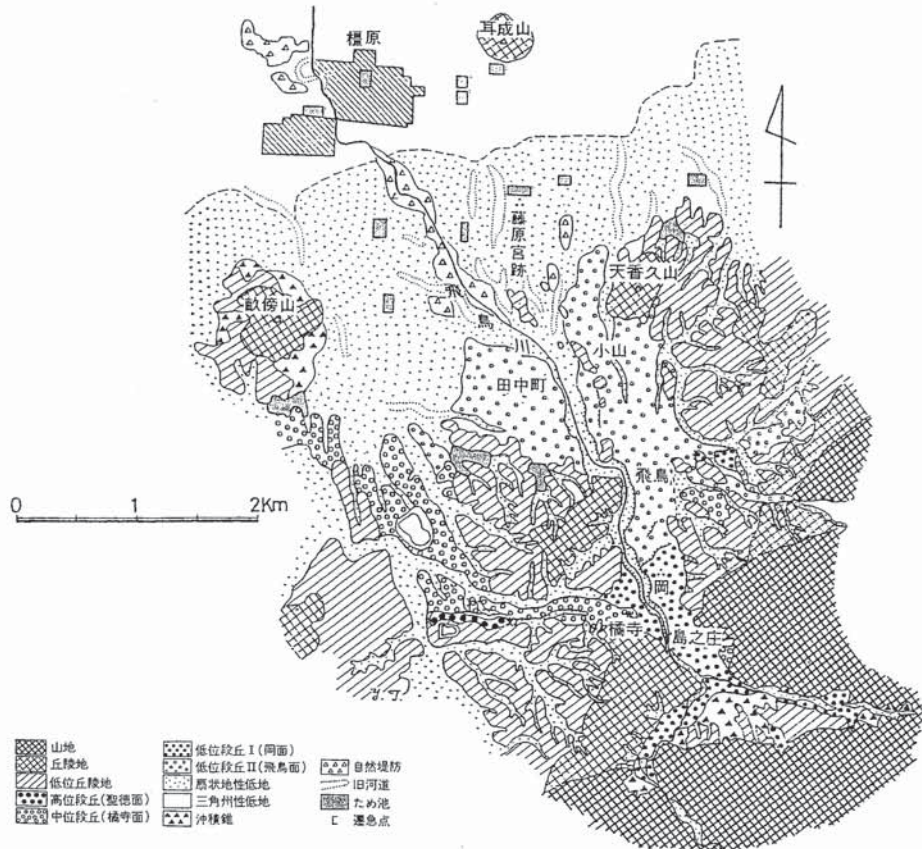 橿原
耳成山
藤原宮跡
天香久山
畝傍山
飛鳥川
小山
田中町
飛鳥
0 1 2Km
岡
橘寺
島之庄
山地
丘陵地
低位丘陵地
高位段丘(聖徳面)
中位段丘(橘寺面)
低位段丘Ⅰ(岡面)
低位段丘Ⅱ(飛鳥面)
扇状地性低地
三角州性低地
沖積錐
自然堤防
旧河道
ため池
遷急点